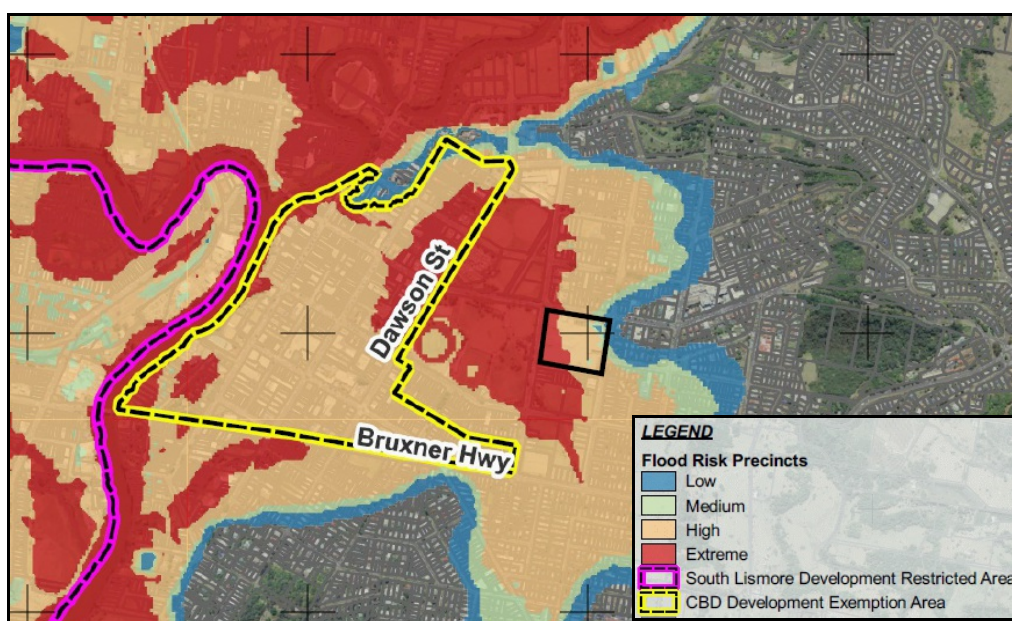 Dawson St
Bruxner Hwy
LEGEND
Flood Risk Precincts
Low
Medium
High
Extreme
South Lismore Development Restricted Area
CBD Development Exemption Area